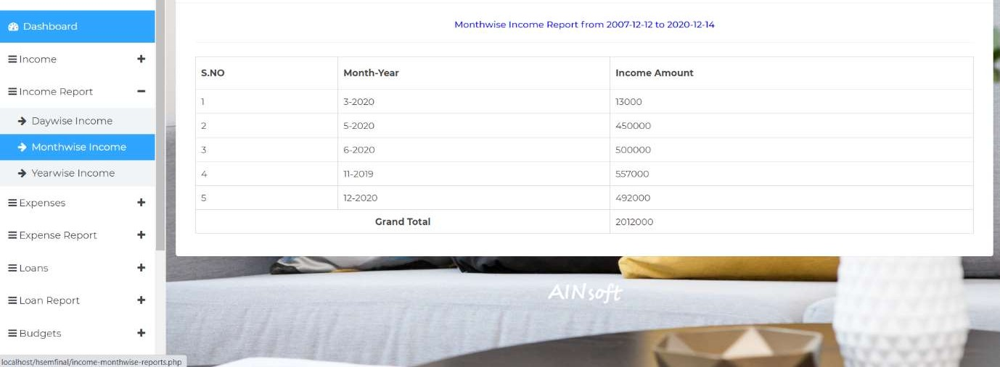 Dashboard
Income
Income Report
Daywise Income
Monthwise Income
Yearwise Income
Expenses
Expense Report
Loans
Loan Report
Budgets
localhost/hsemfinal/income-monthwise-reports.php
Monthwise Income Report from 2007-12-12 to 2020-12-14
S.NO Month-Year Income Amount
1 3-2020 13000
2 5-2020 450000
3 6-2020 500000
4 11-2019 557000
5 12-2020 492000
Grand Total 2012000
AINsoft